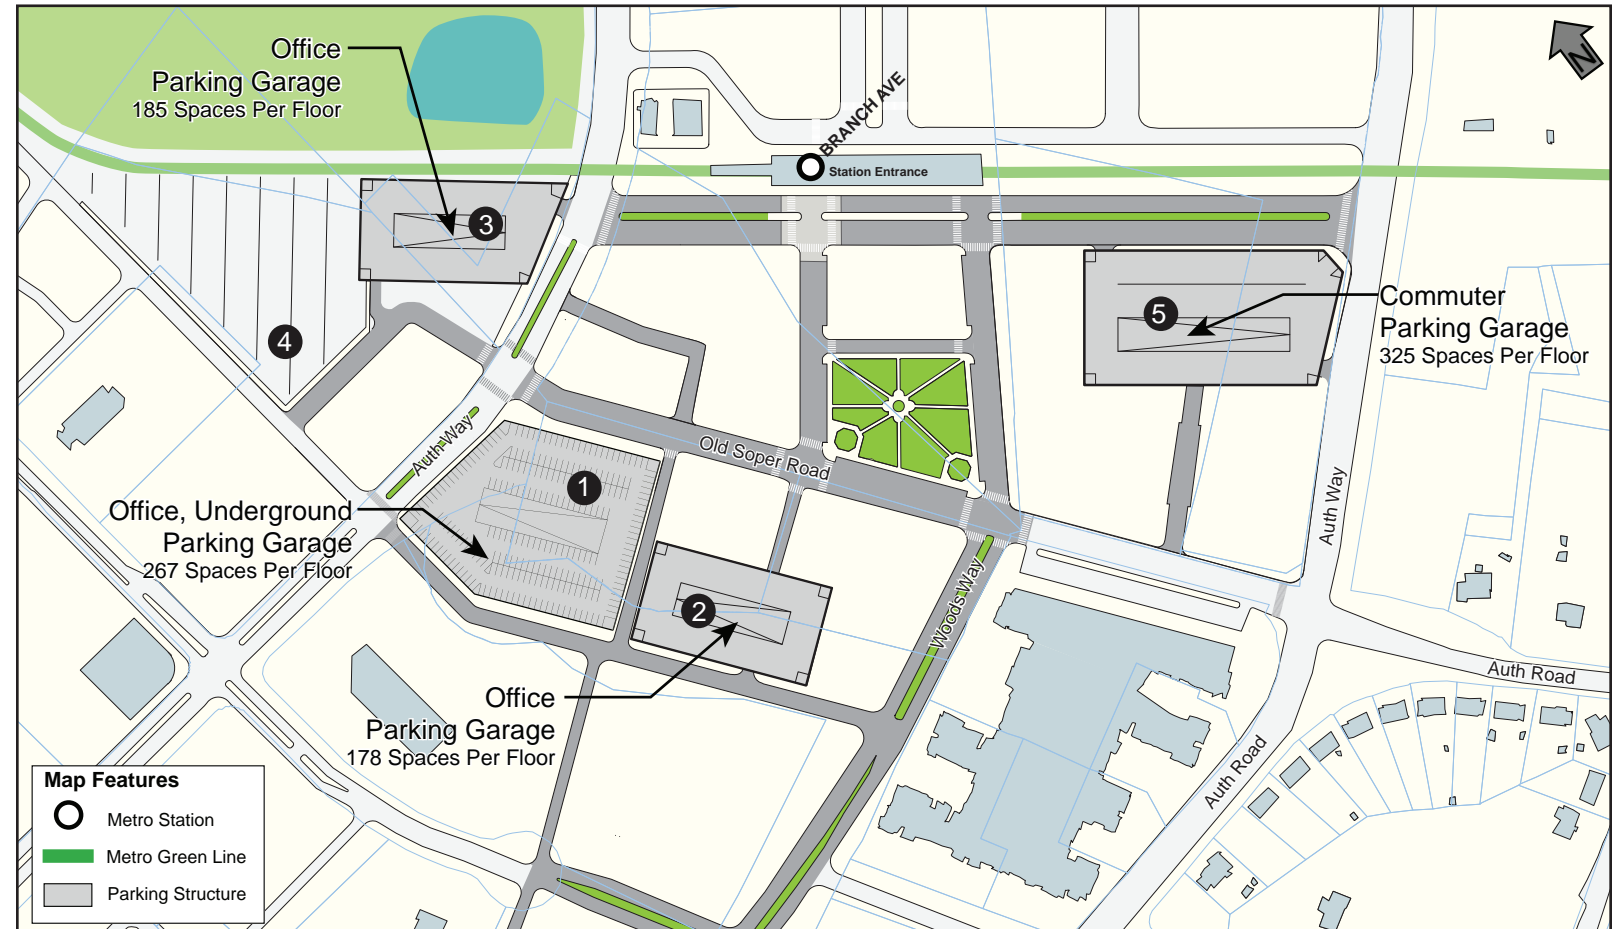 Office
Parking Garage
185 Spaces Per Floor
N
BRANCH AVE
Station Entrance
3
4
5
Commuter
Parking Garage
325 Spaces Per Floor
Auth Way
Old Soper Road
1
Auth Way
Office, Underground
Parking Garage
267 Spaces Per Floor
2
Woods Way
Auth Road
Office
Parking Garage
178 Spaces Per Floor
Auth Road
Map Features
Metro Station
Metro Green Line
Parking Structure